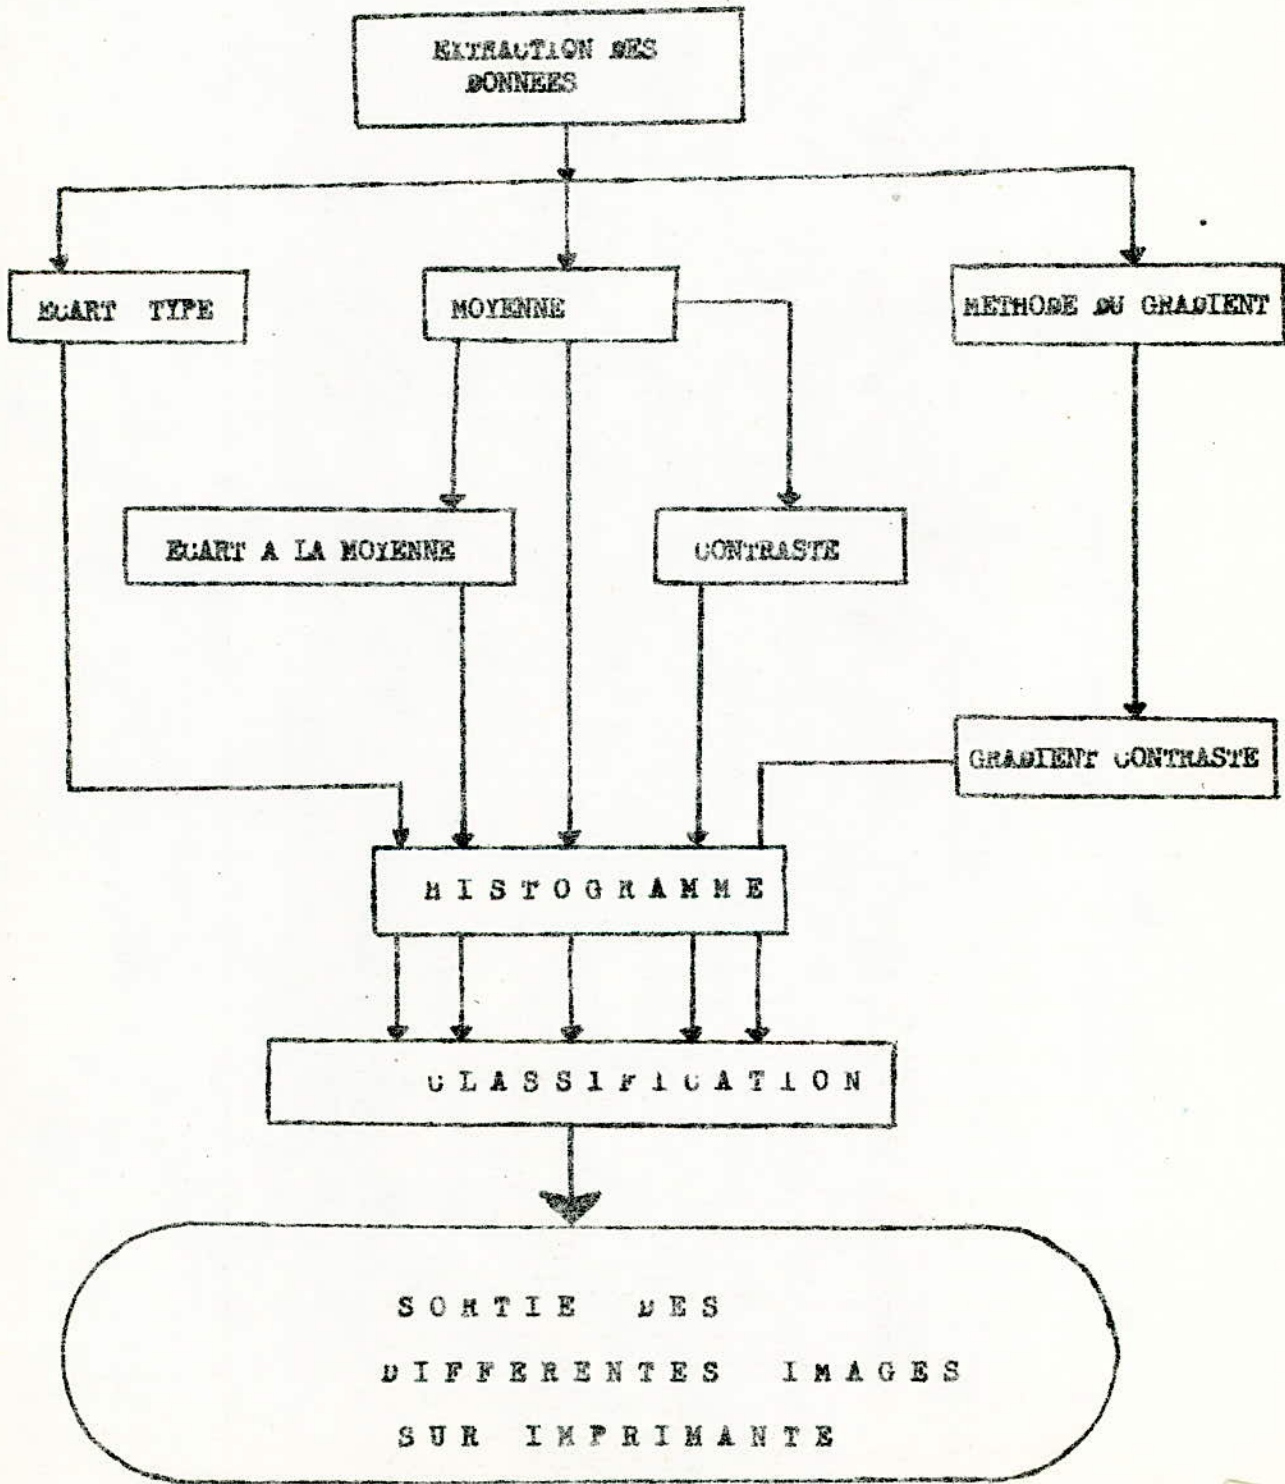 EXTRACTION DES
DONNEES
ECART TYPE
MOYENNE
METHODE DU GRADIENT
ECART A LA MOYENNE
CONTRASTE
GRADIENT CONTRASTE
HISTOGRAMME
CLASSIFICATION
SORTIE DES
DIFFERENTES IMAGES
SUR IMPRIMANTE